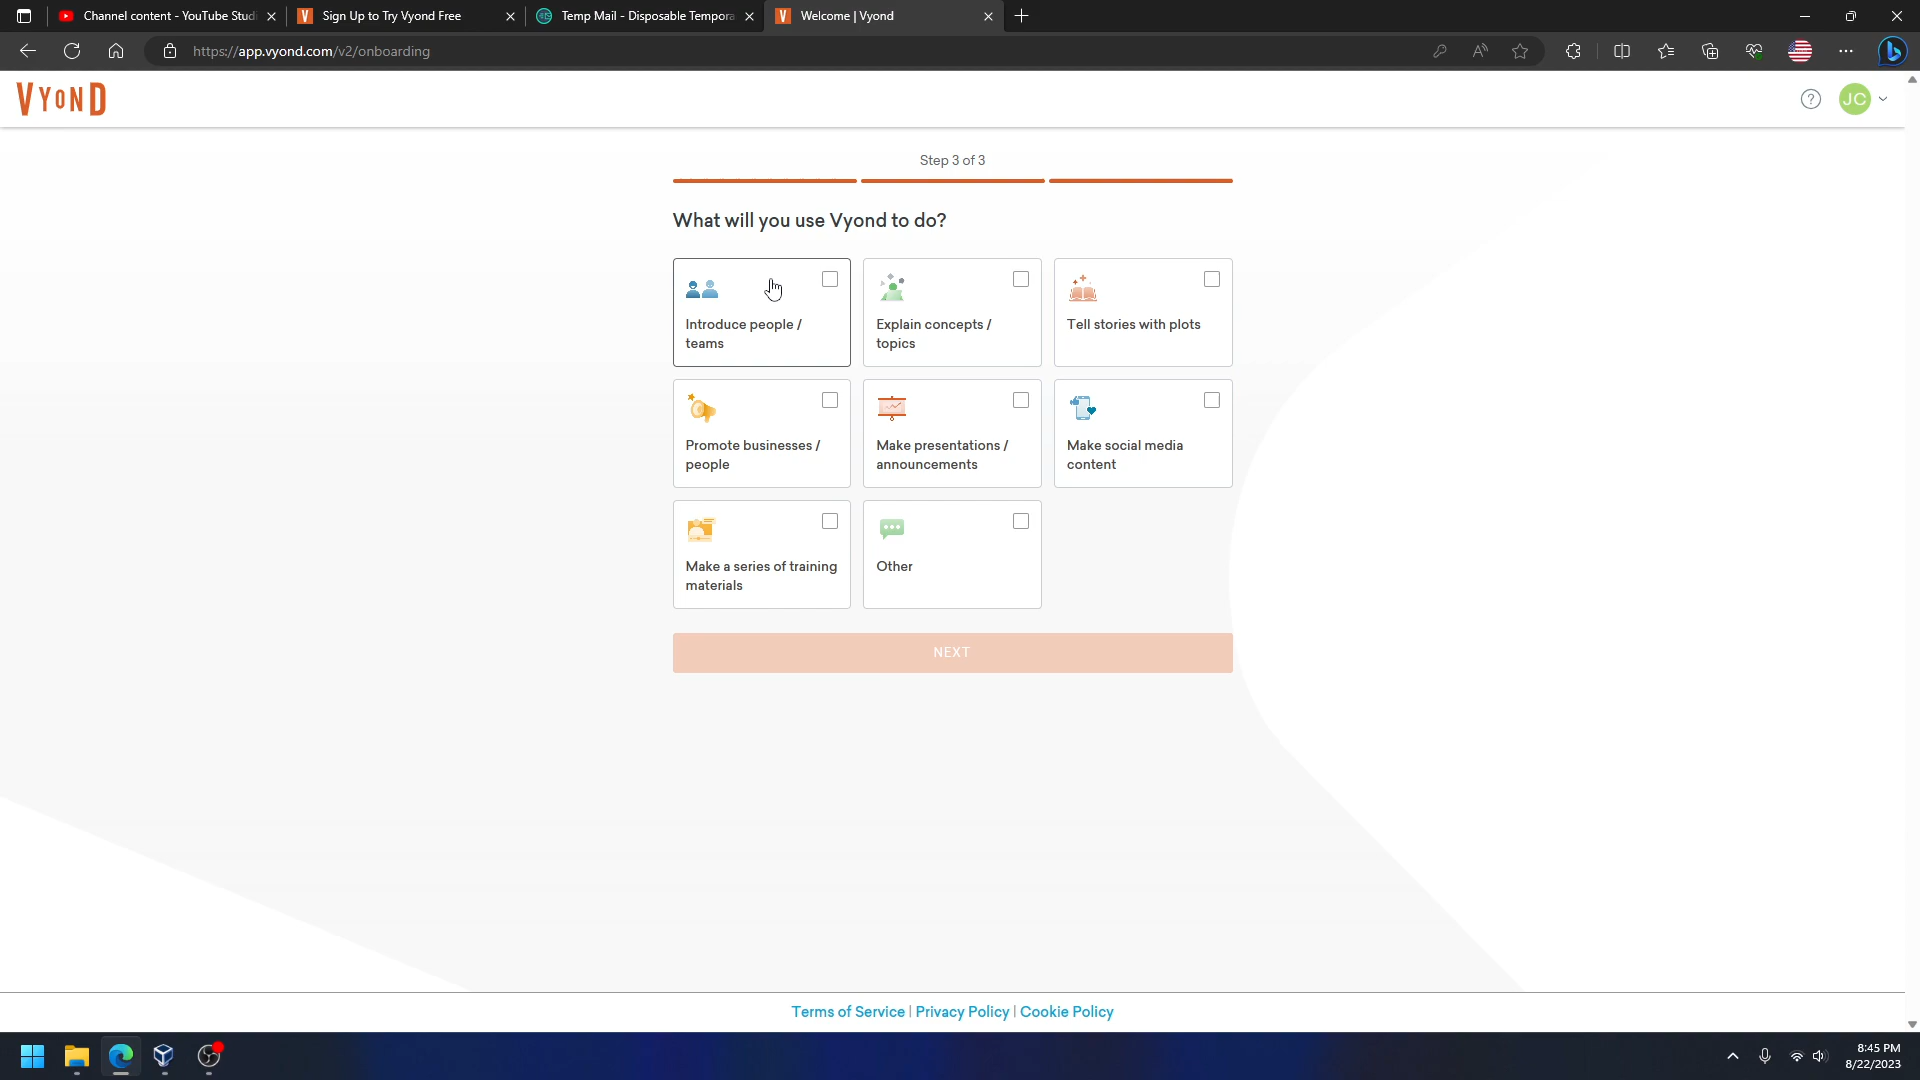 Channel content - YouTube Studi
Sign Up to Try Vyond Free
Temp Mail - Disposable Tempora
Welcome | Vyond
https://app.vyond.com/v2/onboarding
VYOND
JC
Step 3 of 3
What will you use Vyond to do?
Introduce people /
teams
Explain concepts /
topics
Tell stories with plots
Promote businesses /
people
Make presentations /
announcements
Make social media
content
Make a series of training
materials
Other
NEXT
Terms of Service | Privacy Policy | Cookie Policy
8:45 PM
8/22/2023